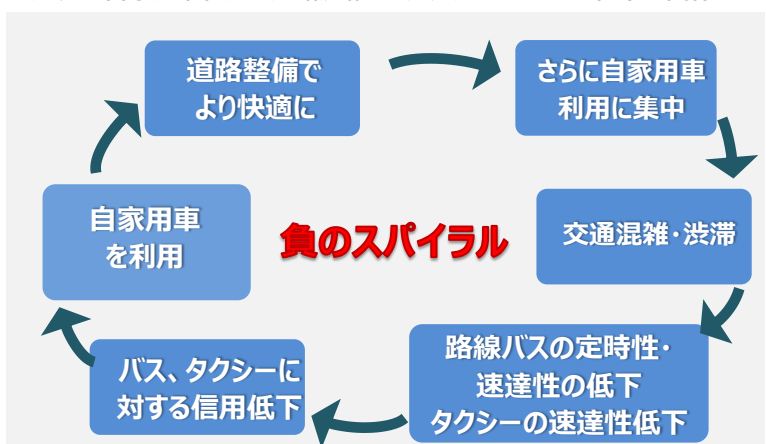 道路整備で
より快適に
さらに自家用車
利用に集中
自家用車
を利用
負のスパイラル
交通混雑・渋滞
バス、タクシーに
対する信用低下
路線バスの定時性・
速達性の低下
タクシーの速達性低下